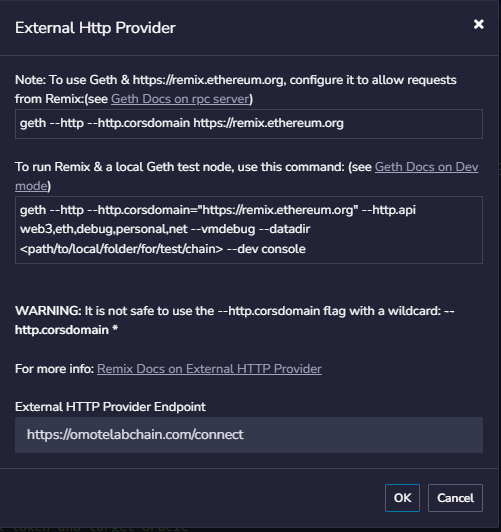 External Http Provider
Note: To use Geth & https://remix.ethereum.org, configure it to allow requests
from Remix:(see Geth Docs on rpc server)
geth --http --http.corsdomain https://remix.ethereum.org
To run Remix & a local Geth test node, use this command: (see Geth Docs on Dev
mode)
geth --http --http.corsdomain="https://remix.ethereum.org" --http.api
web3,eth,debug,personal,net --vmdebug --datadir
<path/to/local/folder/for/test/chain> --dev console
WARNING: It is not safe to use the --http.corsdomain flag with a wildcard: --
http.corsdomain *
For more info: Remix Docs on External HTTP Provider
External HTTP Provider Endpoint
https://omotelabchain.com/connect
OK Cancel